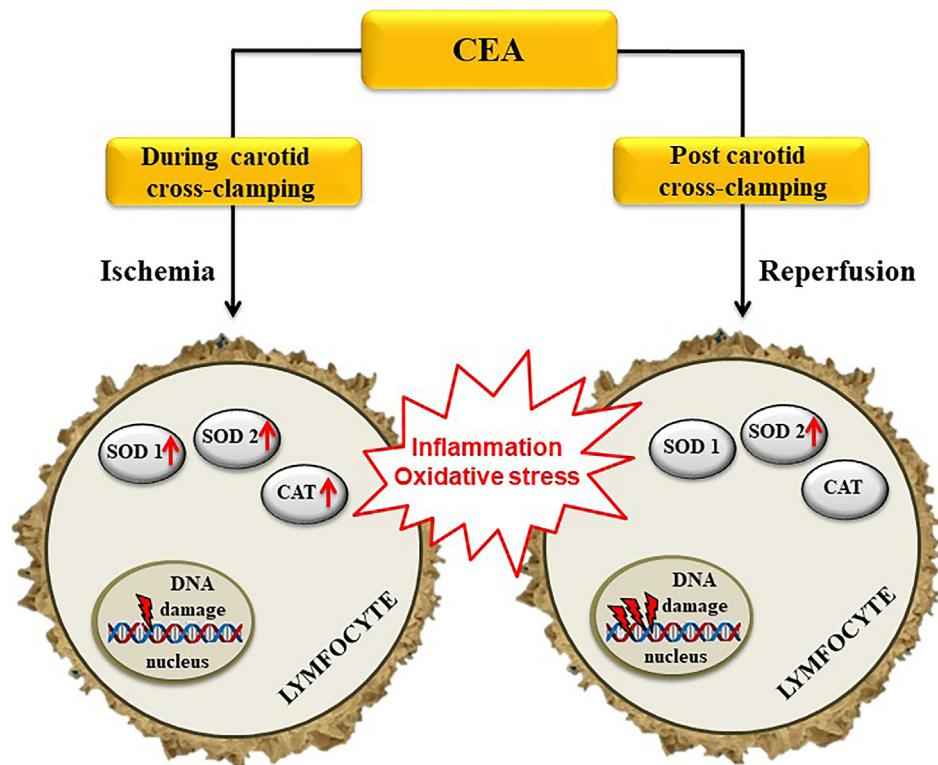 CEA
During carotid
cross-clamping
Post carotid
cross-clamping
Ischemia
Reperfusion
Inflammation
Oxidative stress
SOD 1
SOD 2
CAT
DNA
damage
nucleus
LYMFOCYTE
SOD 1
SOD 2
CAT
DNA
damage
nucleus
LYMFOCYTE